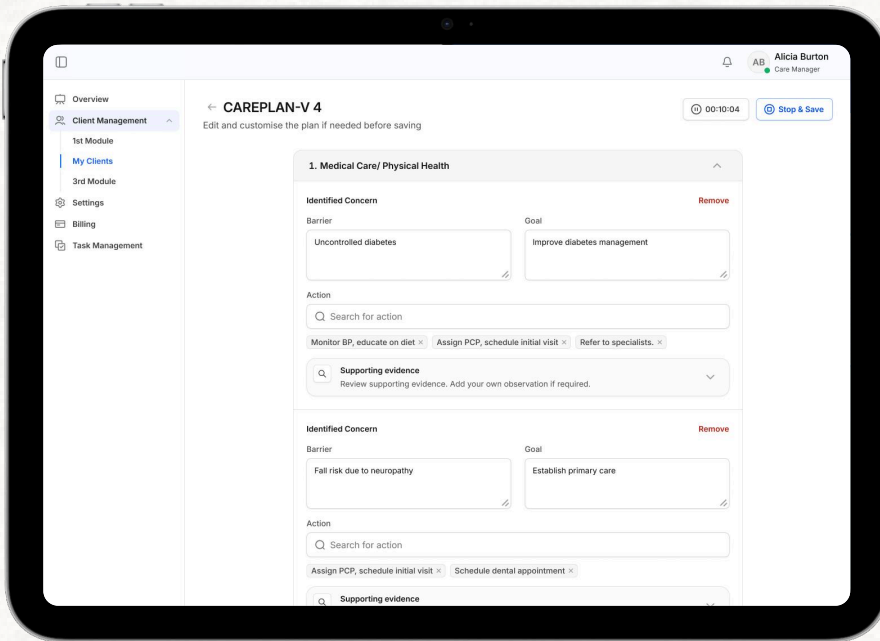 AB
Alicia Burton
Care Manager
Overview
Client Management
1st Module
My Clients
3rd Module
Settings
Billing
Task Management
← CAREPLAN-V 4
Edit and customise the plan if needed before saving
00:10:04
Stop & Save
1. Medical Care/ Physical Health
Identified Concern Remove
Barrier Goal
Uncontrolled diabetes Improve diabetes management
Action
Search for action
Monitor BP, educate on diet × Assign PCP, schedule initial visit × Refer to specialists. ×
Supporting evidence
Review supporting evidence. Add your own observation if required.
Identified Concern Remove
Barrier Goal
Fall risk due to neuropathy Establish primary care
Action
Search for action
Assign PCP, schedule initial visit × Schedule dental appointment ×
Supporting evidence